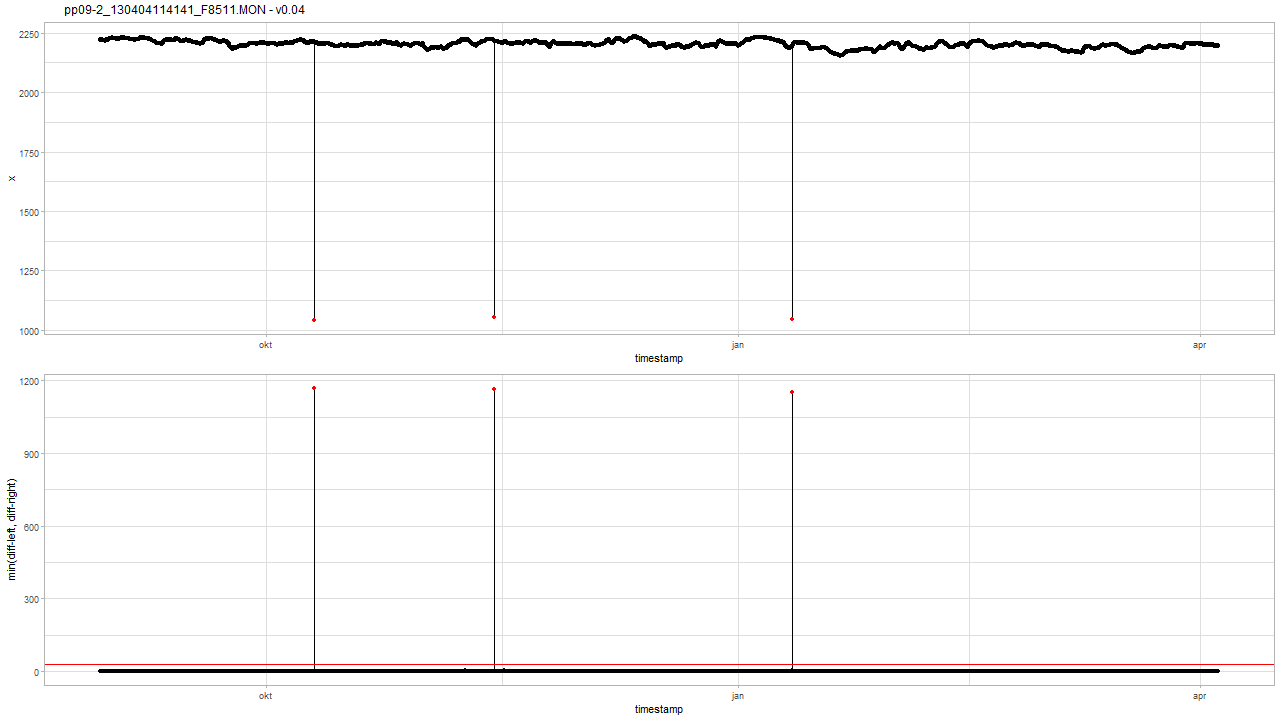 pp09-2_130404114141_F8511.MON - v0.04
2250
2000
1750
1500
1250
1000
x
okt
jan
apr
timestamp
1200
900
600
300
0
min(diff-left, diff-right)
okt
jan
apr
timestamp